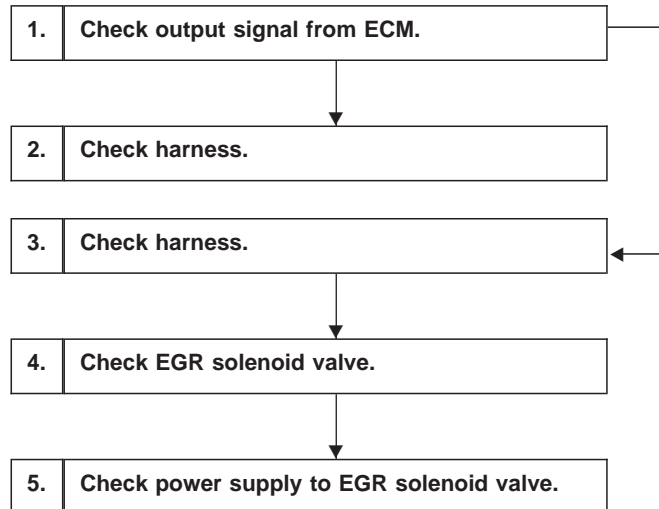 1. Check output signal from ECM.
2. Check harness.
3. Check harness.
4. Check EGR solenoid valve.
5. Check power supply to EGR solenoid valve.